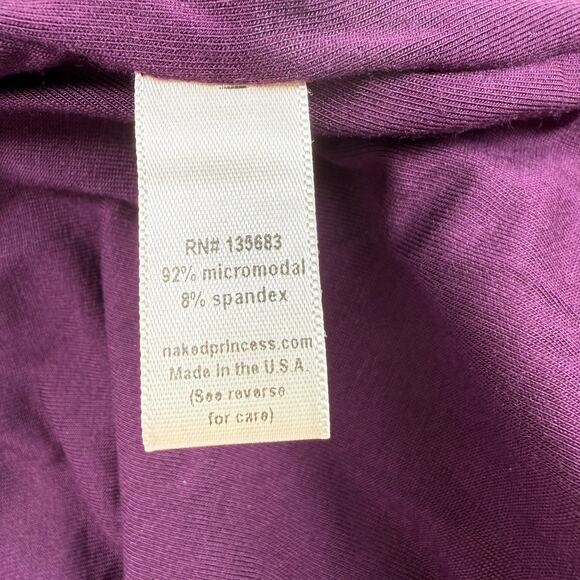 RN# 135683
92% micromodal
8% spandex
nakedprincess.com
Made in the U.S.A.
(See reverse
for care)